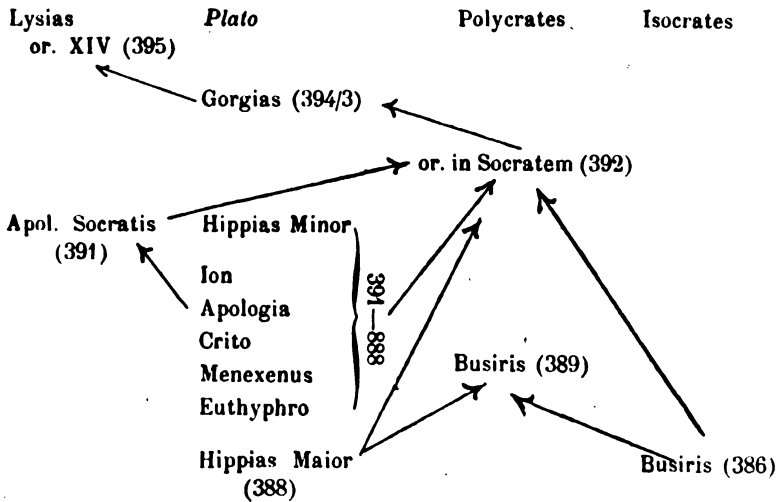 Lysias Plato Polycrates Isocrates
or. XIV (395)
Gorgias (394/3)
or. in Socratem (392)
Apol. Socratis Hippias Minor
(391)
Ion
391—388
Apologia
Crito
Busiris (389)
Menexenus
Euthyphro
Hippias Maior Busiris (386)
(388)